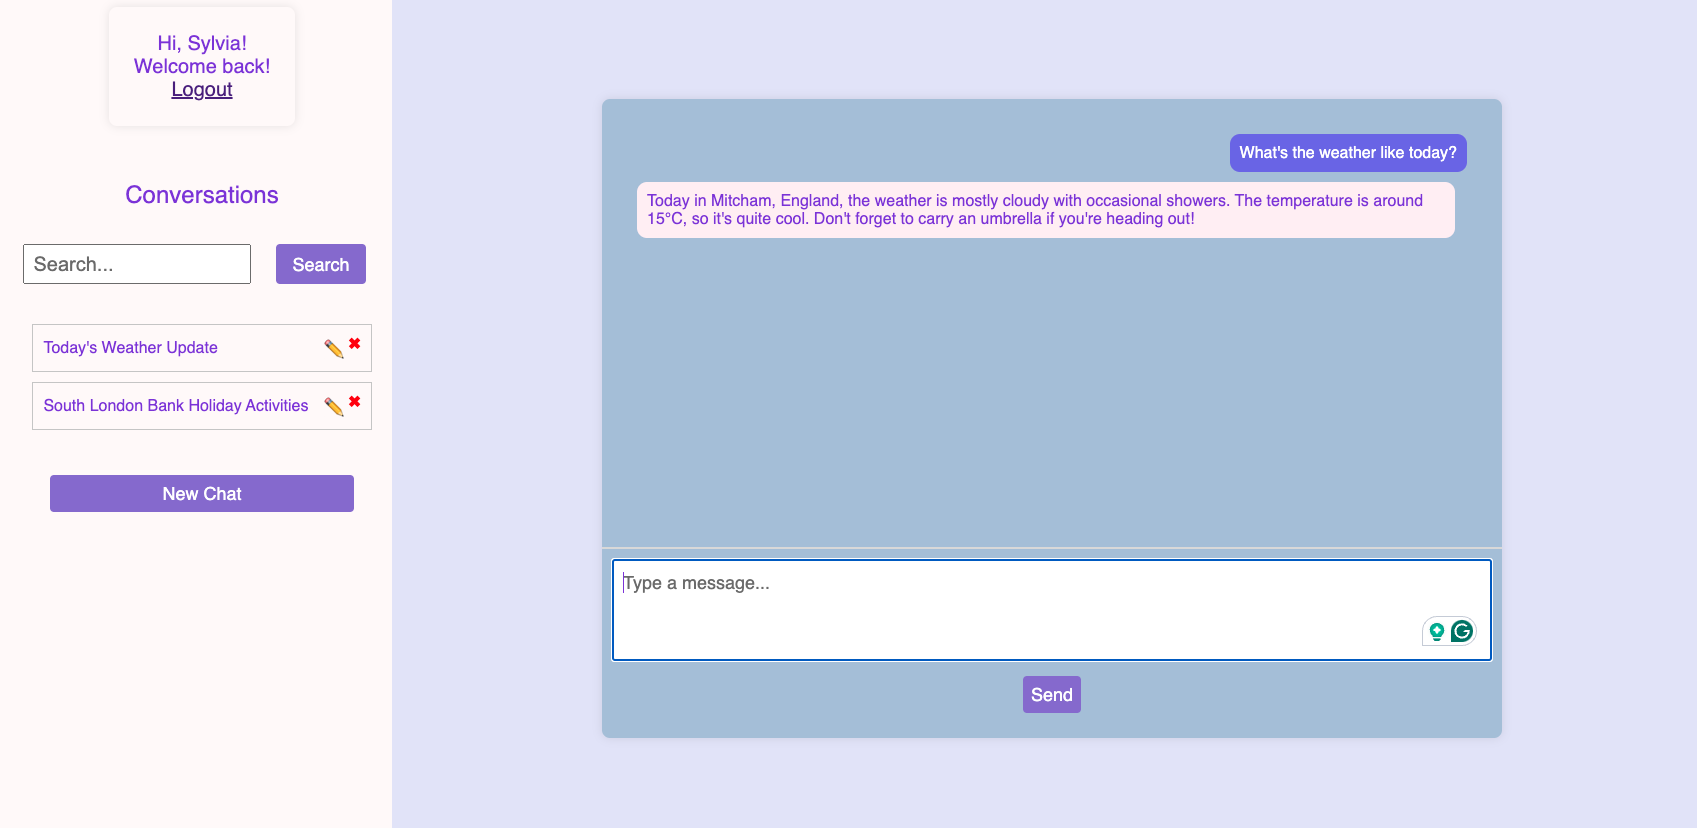 Hi, Sylvia!
Welcome back!
Logout
Conversations
Search...
Search
Today's Weather Update
South London Bank Holiday Activities
New Chat
What's the weather like today?
Today in Mitcham, England, the weather is mostly cloudy with occasional showers. The temperature is around
15°C, so it's quite cool. Don't forget to carry an umbrella if you're heading out!
Type a message...
Send